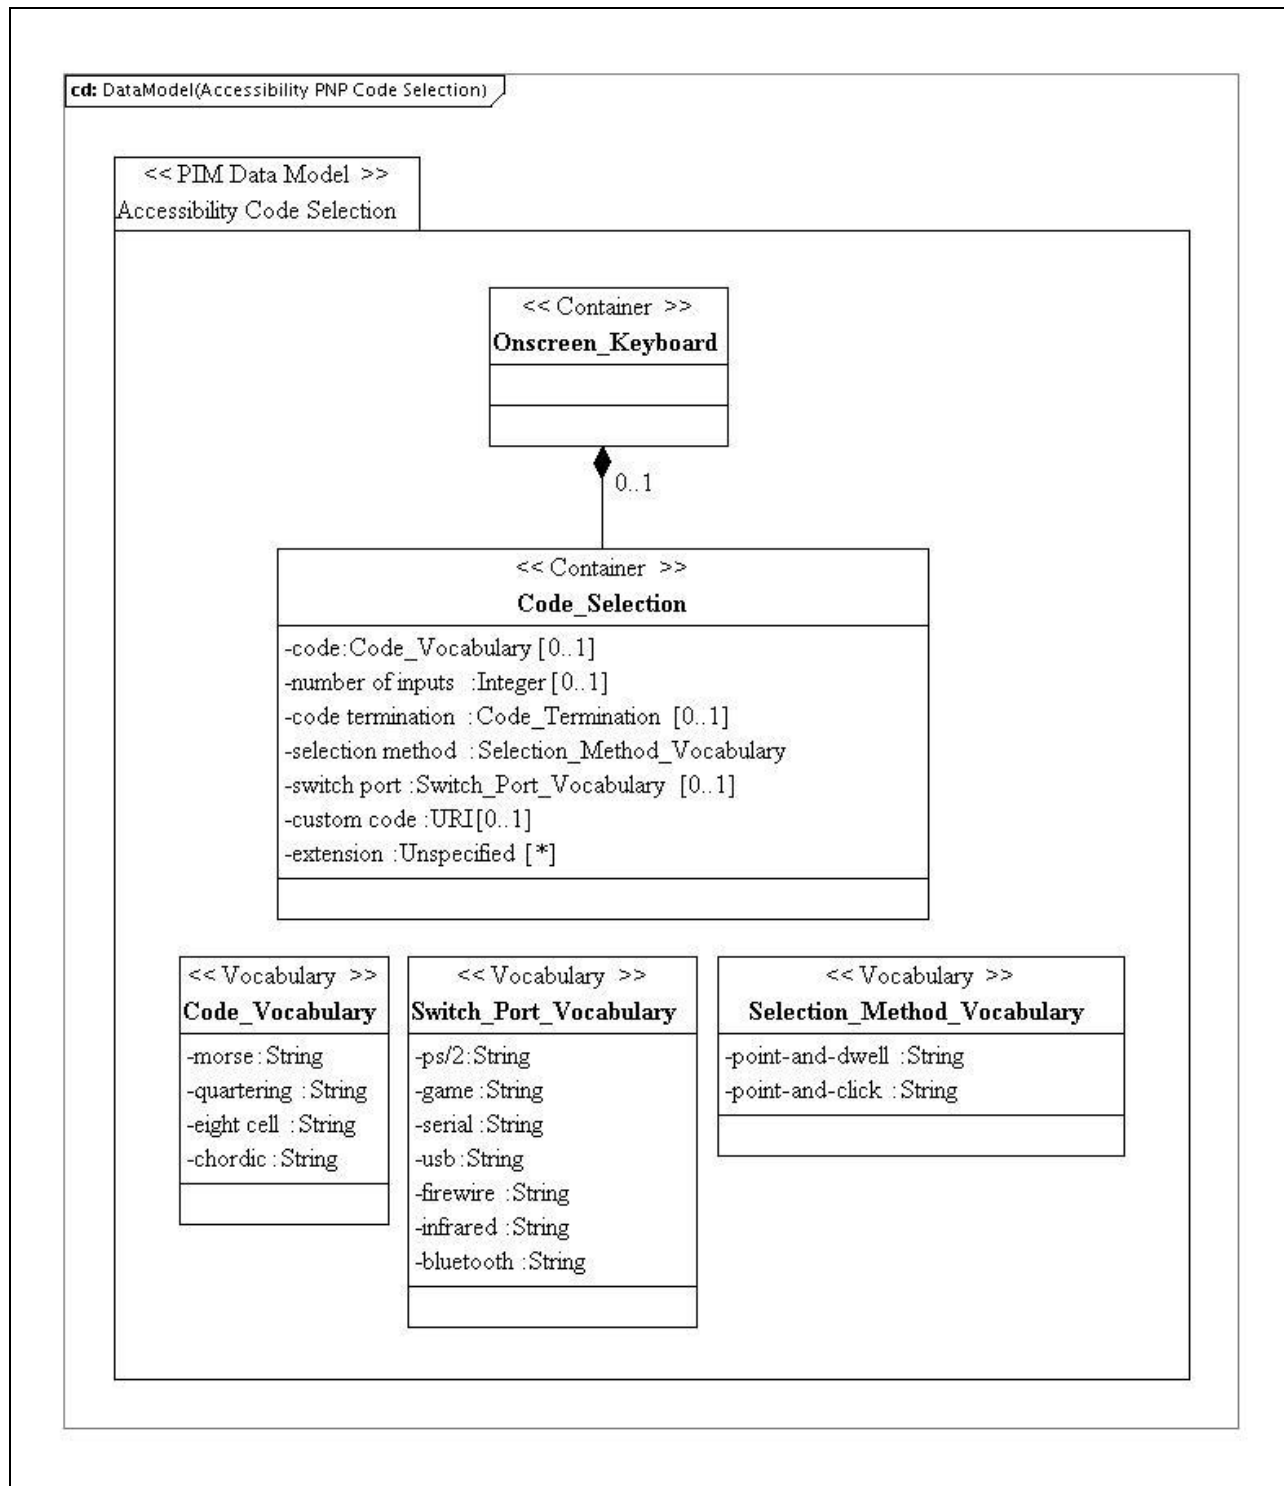 cd: DataModel(Accessibility PNP Code Selection)
<< PIM Data Model >>
Accessibility Code Selection
<< Container >>
Onscreen_Keyboard
0..1
<< Container >>
Code_Selection
-code:Code_Vocabulary [0..1]
-number of inputs :Integer [0..1]
-code termination :Code_Termination [0..1]
-selection method :Selection_Method_Vocabulary
-switch port :Switch_Port_Vocabulary [0..1]
-custom code :URI[0..1]
-extension :Unspecified [*]
<< Vocabulary >>
Code_Vocabulary
-morse:String
-quartering :String
-eight cell :String
-chordic :String
<< Vocabulary >>
Switch_Port_Vocabulary
-ps/2:String
-game :String
-serial :String
-usb:String
-firewire :String
-infrared :String
-bluetooth :String
<< Vocabulary >>
Selection_Method_Vocabulary
-point-and-dwell :String
-point-and-click :String